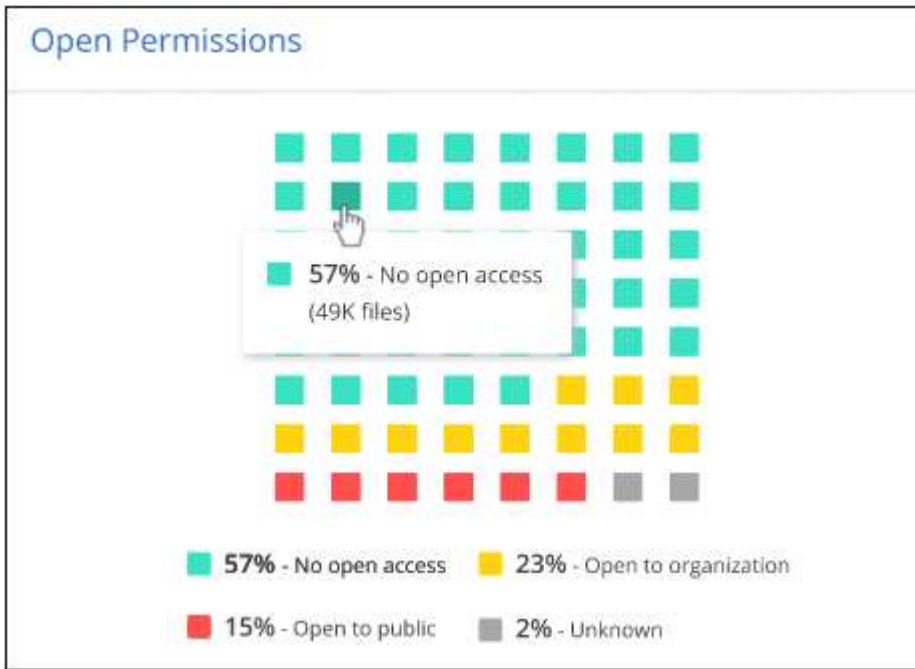 Open Permissions
57% - No open access
(49K files)
57% - No open access
23% - Open to organization
15% - Open to public
2% - Unknown